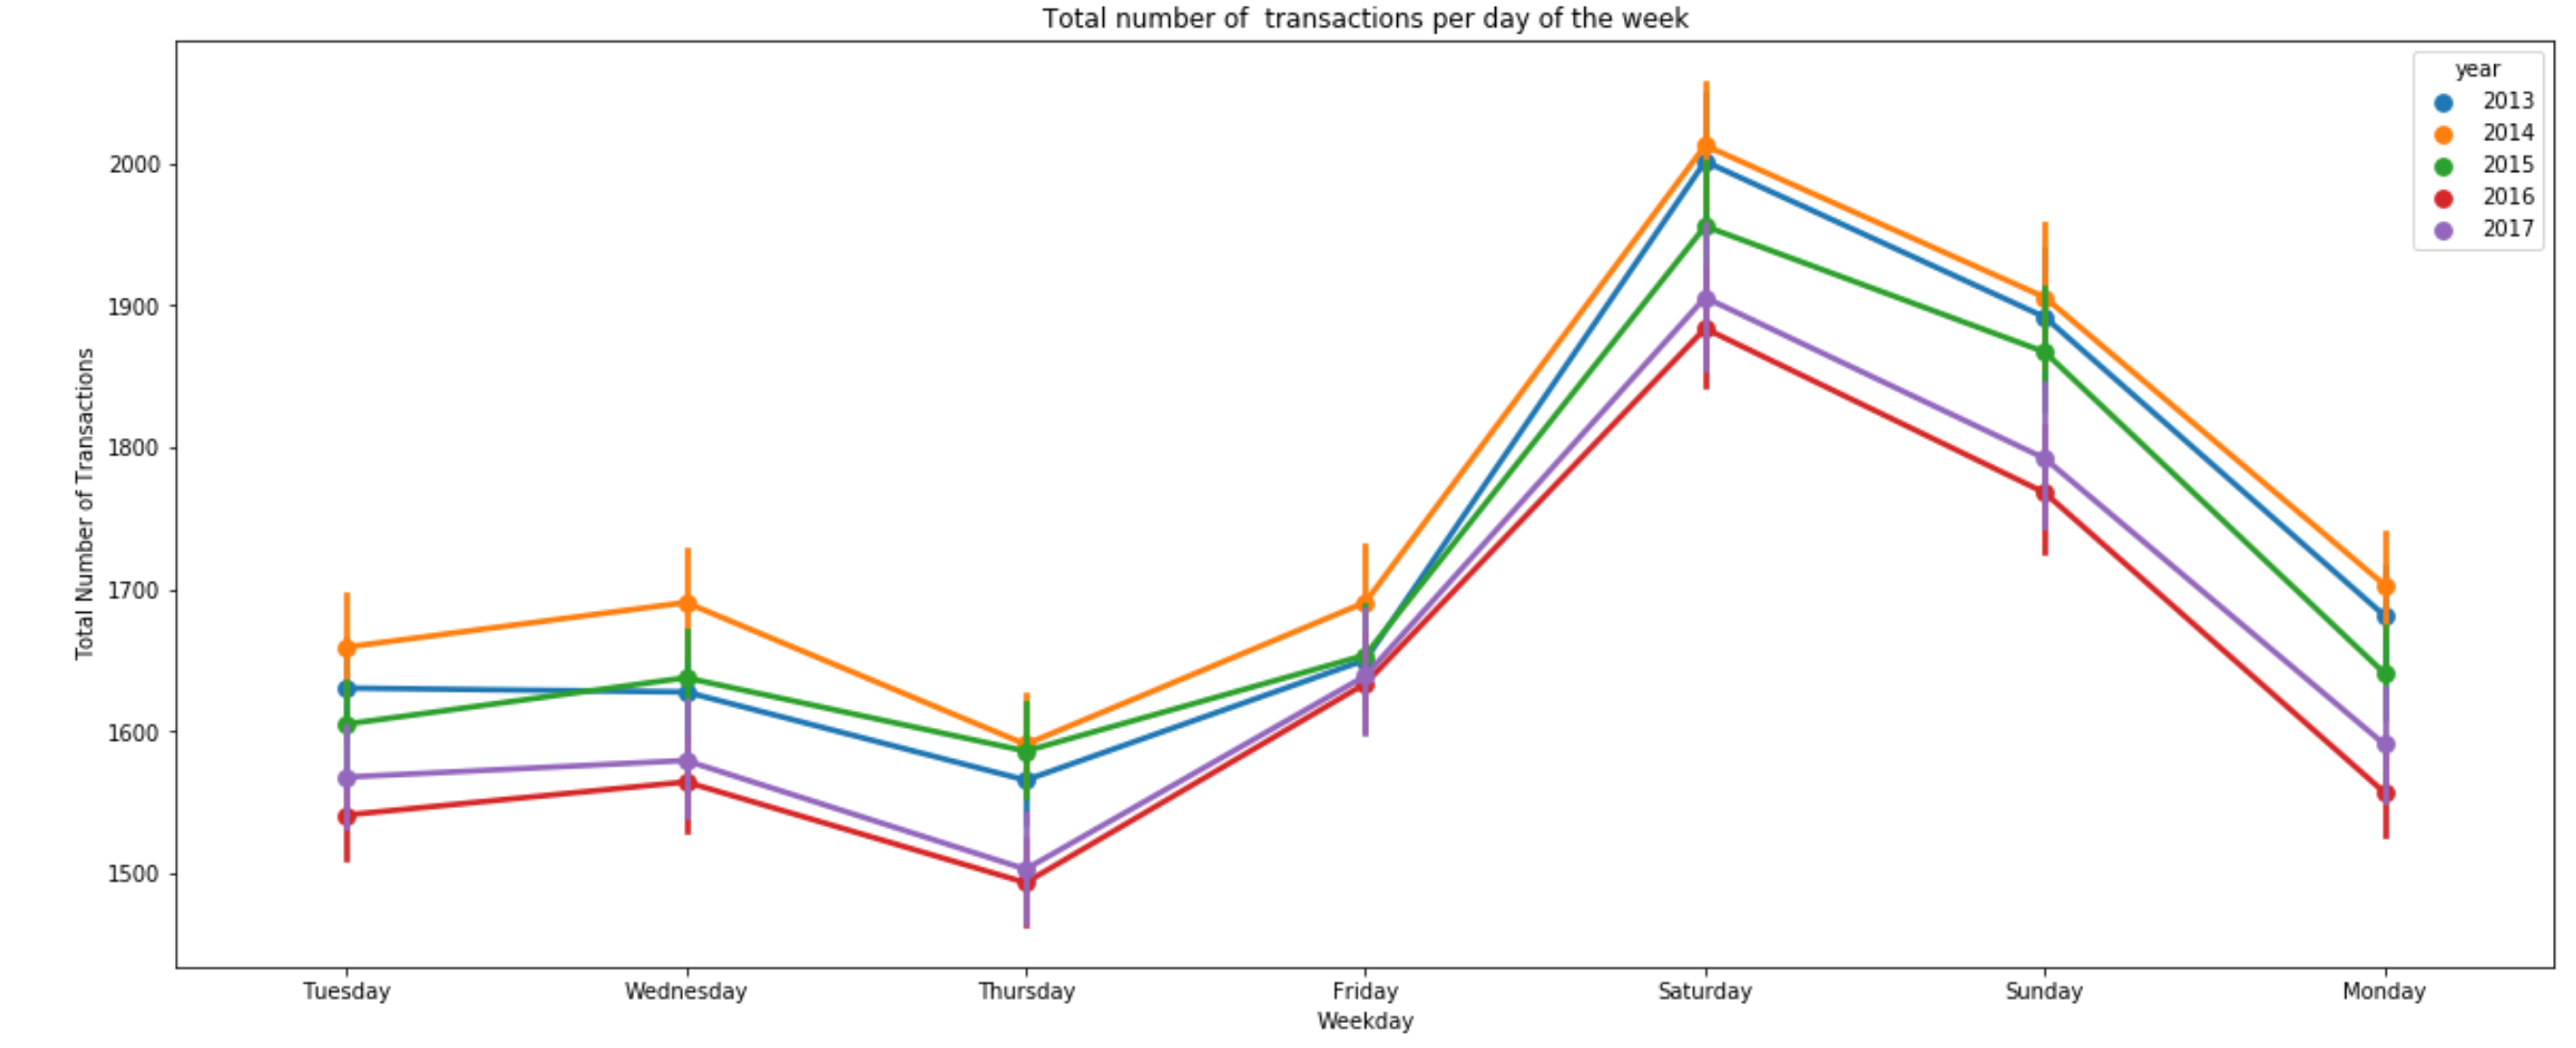 Total number of  transactions per day of the week
year
2013
2014
2015
2016
2017
Total Number of Transactions
2000
1900
1800
1700
1600
1500
Tuesday Wednesday Thursday Friday Saturday Sunday Monday
Weekday